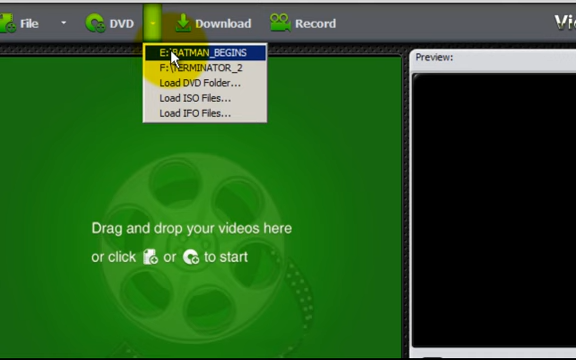 File DVD Download Record
Preview:
E:\BATMAN_BEGINS
F:\TERMINATOR_2
Load DVD Folder...
Load ISO Files...
Load IFO Files...
Drag and drop your videos here
or click or to start